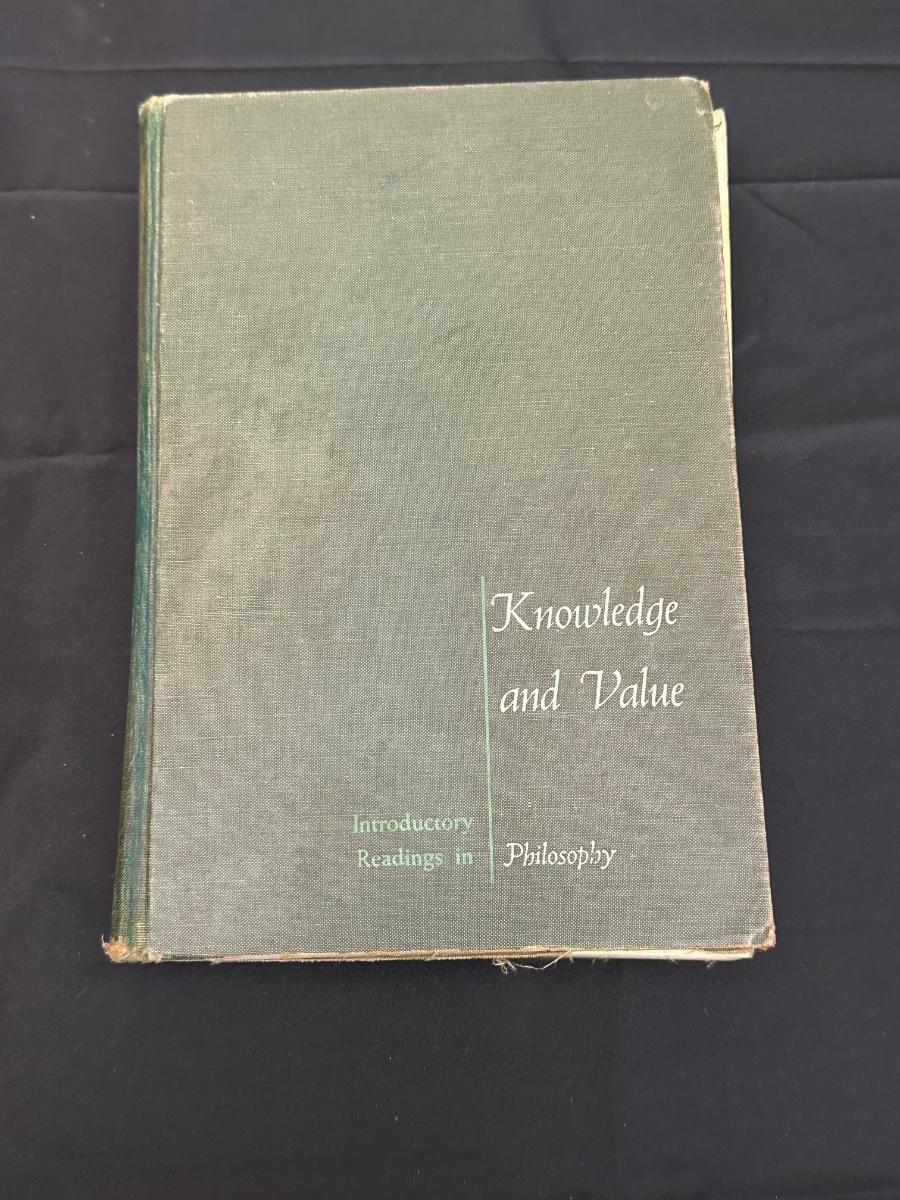 Knowledge
and Value
Introductory
Readings in Philosophy